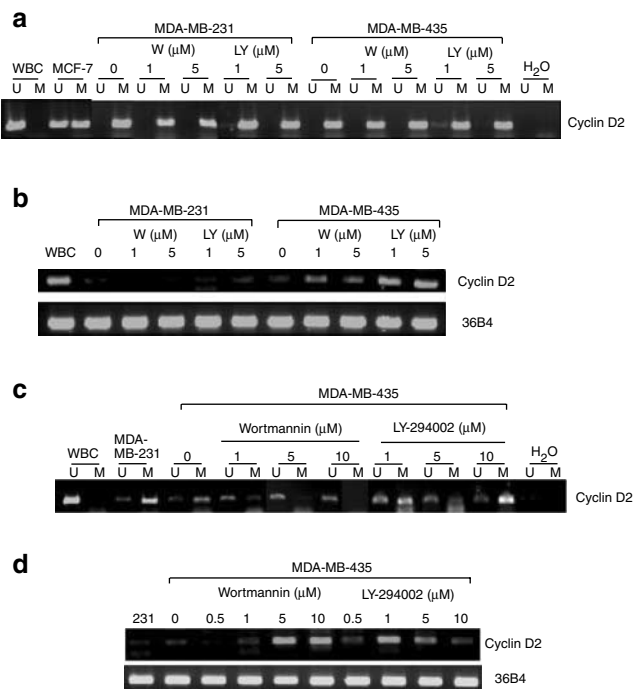 a
MDA-MB-231 MDA-MB-435
W (μM) LY (μM) W (μM) LY (μM)
WBC MCF-7 0 1 5 1 5 0 1 5 1 5 H2O
U M U M U M U M U M U M U M U M U M U M U M U M U M
Cyclin D2
b
MDA-MB-231 MDA-MB-435
W (μM) LY (μM) W (μM) LY (μM)
WBC 0 1 5 1 5 0 1 5 1 5
Cyclin D2
36B4
c
MDA-MB-435
Wortmannin (μM) LY-294002 (μM)
MDA-
WBC MB-231 0 1 5 10 1 5 10 H2O
U M U M U M U M U M U M U M U M U M U M
Cyclin D2
d
MDA-MB-435
Wortmannin (μM) LY-294002 (μM)
231 0 0.5 1 5 10 0.5 1 5 10
Cyclin D2
36B4